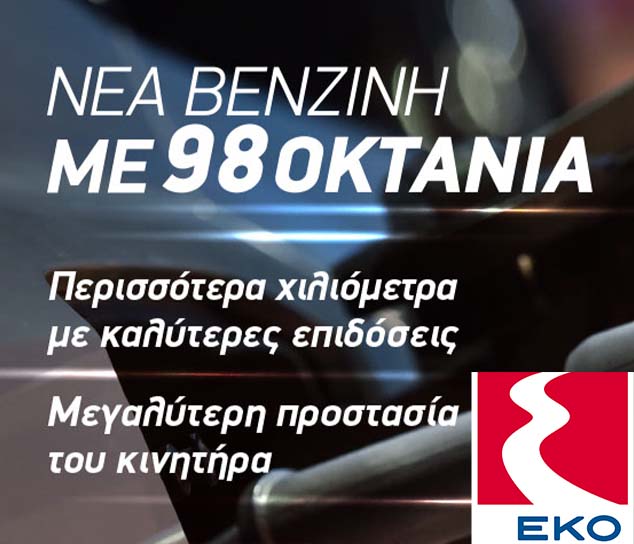 ΝΕΑ ΒΕΝΖΙΝΗ
ΜΕ 98 ΟΚΤΑΝΙΑ
Περισσότερα χιλιόμετρα
με καλύτερες επιδόσεις
Μεγαλύτερη προστασία
του κινητήρα
ΕΚΟ